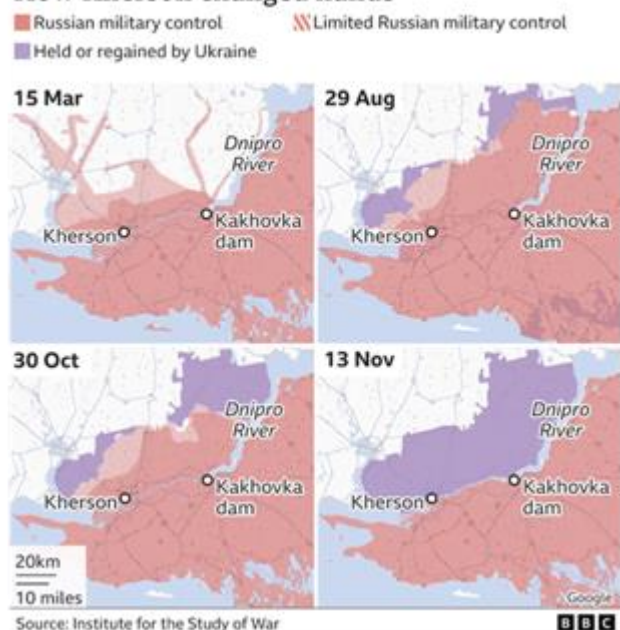 Russian military control
Limited Russian military control
Held or regained by Ukraine
15 Mar
Dnipro
River
Kherson
Kakhovka
dam
29 Aug
Dnipro
River
Kherson
Kakhovka
dam
30 Oct
Dnipro
River
Kherson
Kakhovka
dam
20km
10 miles
13 Nov
Dnipro
River
Kherson
Kakhovka
dam
Google
Source: Institute for the Study of War
BBC